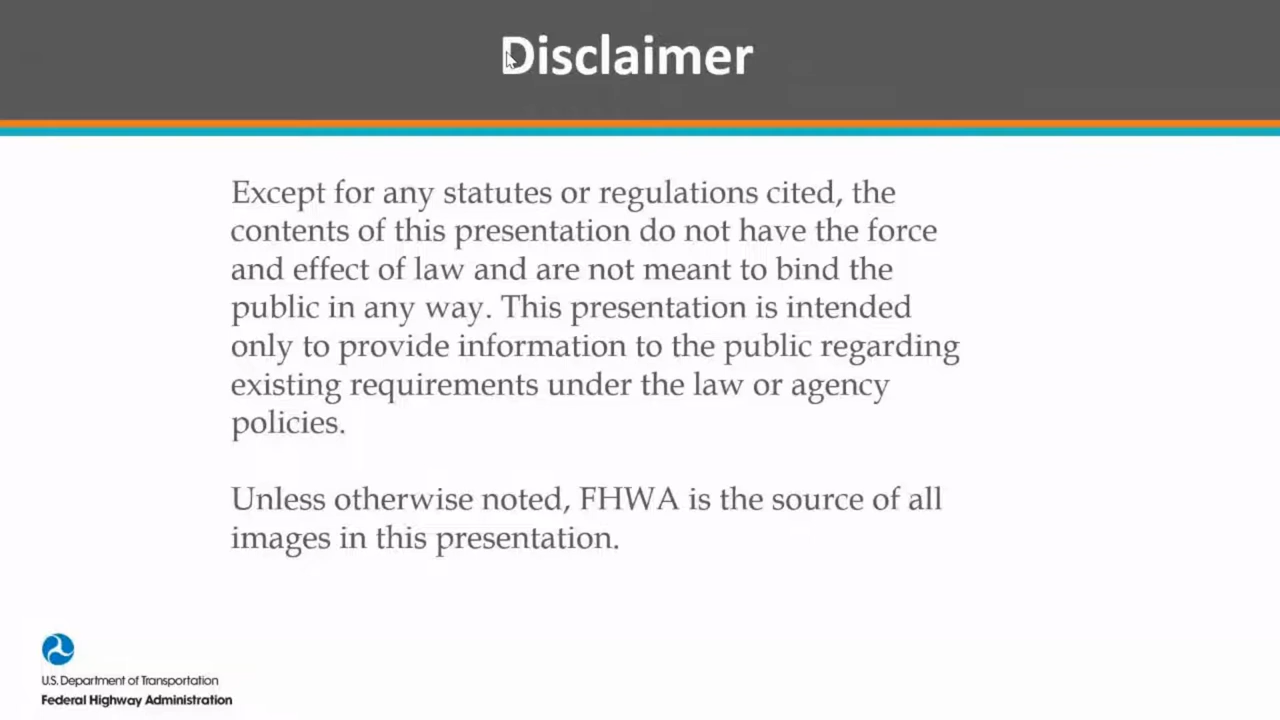 Disclaimer
Except for any statutes or regulations cited, the
contents of this presentation do not have the force
and effect of law and are not meant to bind the
public in any way. This presentation is intended
only to provide information to the public regarding
existing requirements under the law or agency
policies.
Unless otherwise noted, FHWA is the source of all
images in this presentation.
U.S. Department of Transportation
Federal Highway Administration